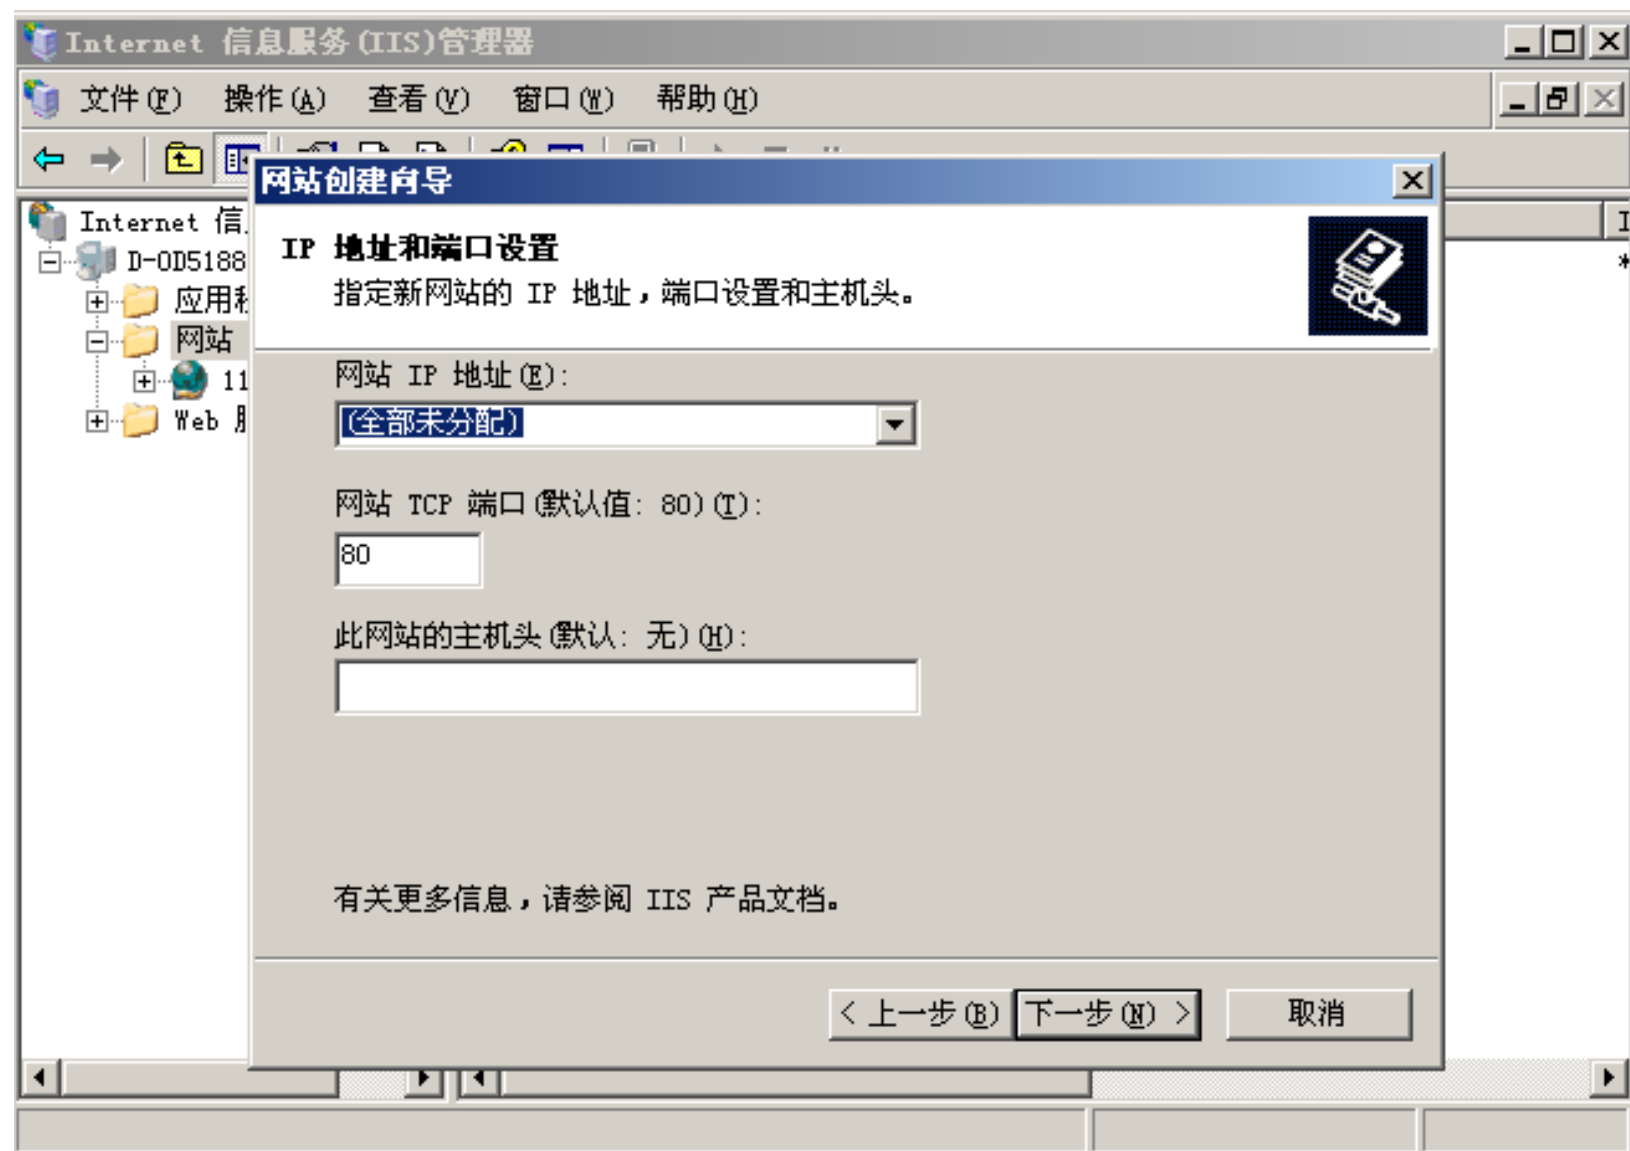 Internet 信息服务(IIS)管理器
文件(F) 操作(A) 查看(V) 窗口(W) 帮助(H)
网站创建向导
Internet 信
D-OD5188
应用
网站
11
Web
IP 地址和端口设置
指定新网站的 IP 地址，端口设置和主机头。
网站 IP 地址(E):
(全部未分配)
网站 TCP 端口(默认值: 80)(T):
80
此网站的主机头(默认: 无)(H):
有关更多信息，请参阅 IIS 产品文档。
< 上一步(B) 下一步(N) > 取消